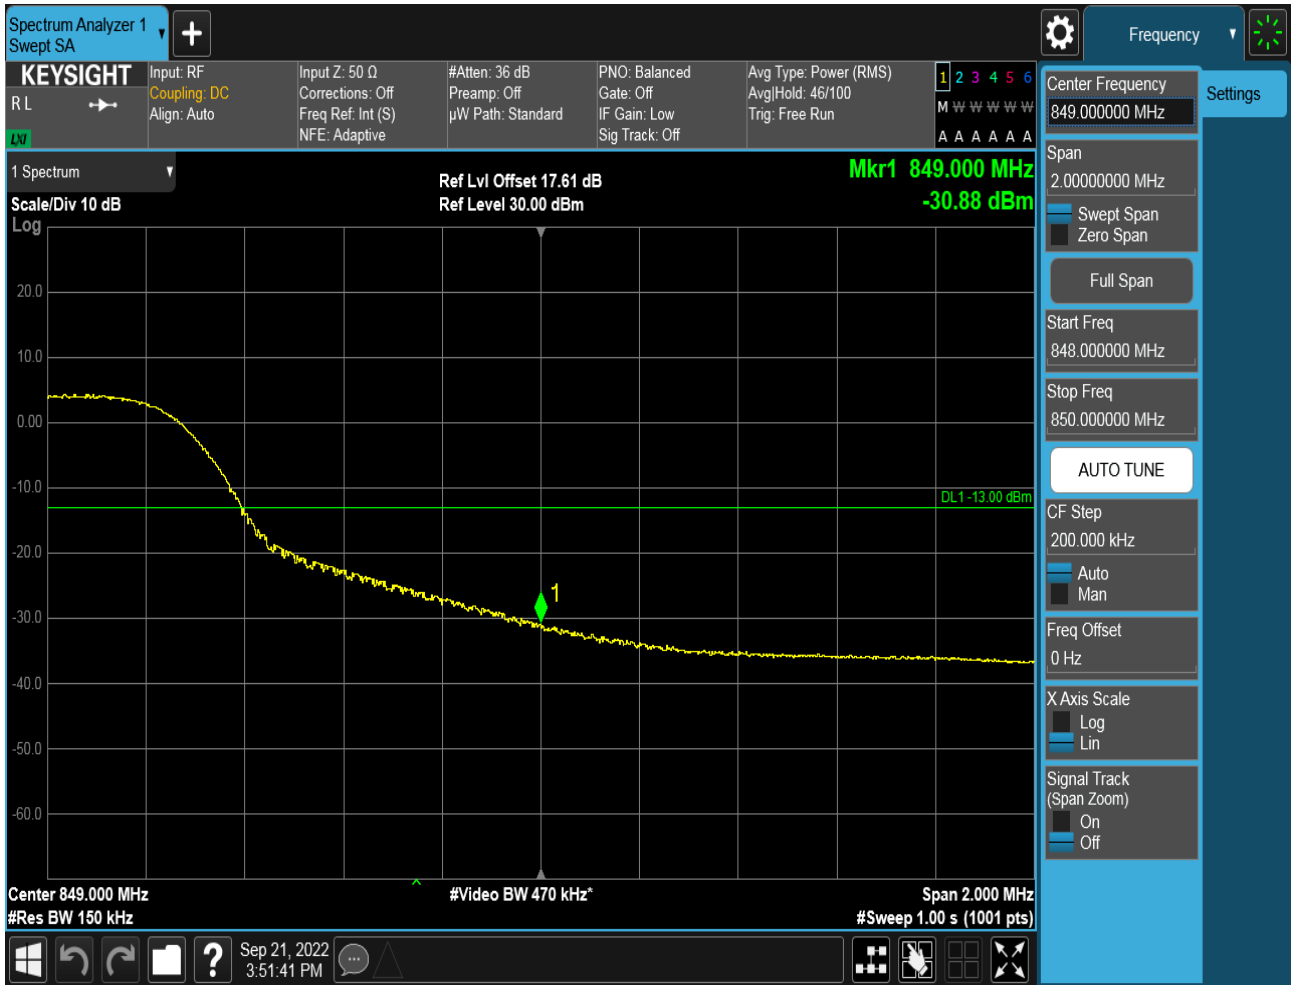 Spectrum Analyzer 1
Swept SA
Frequency
KEYSIGHT
R L
LXI
Input: RF
Coupling: DC
Align: Auto
Input Z: 50 Ω
Corrections: Off
Freq Ref: Int (S)
NFE: Adaptive
#Atten: 36 dB
Preamp: Off
µW Path: Standard
PNO: Balanced
Gate: Off
IF Gain: Low
Sig Track: Off
Avg Type: Power (RMS)
Avg|Hold: 46/100
Trig: Free Run
1 2 3 4 5 6
M W W W W W
A A A A A A
1 Spectrum
Scale/Div 10 dB
Log
Ref Lvl Offset 17.61 dB
Ref Level 30.00 dBm
Mkr1 849.000 MHz
-30.88 dBm
20.0
10.0
0.00
-10.0
-20.0
-30.0
-40.0
-50.0
-60.0
DL1 -13.00 dBm
1
Center 849.000 MHz
#Res BW 150 kHz
#Video BW 470 kHz*
Span 2.000 MHz
#Sweep 1.00 s (1001 pts)
Center Frequency
849.000000 MHz
Settings
Span
2.00000000 MHz
Swept Span
Zero Span
Full Span
Start Freq
848.000000 MHz
Stop Freq
850.000000 MHz
AUTO TUNE
CF Step
200.000 kHz
Auto
Man
Freq Offset
0 Hz
X Axis Scale
Log
Lin
Signal Track
(Span Zoom)
On
Off
?
Sep 21, 2022
3:51:41 PM